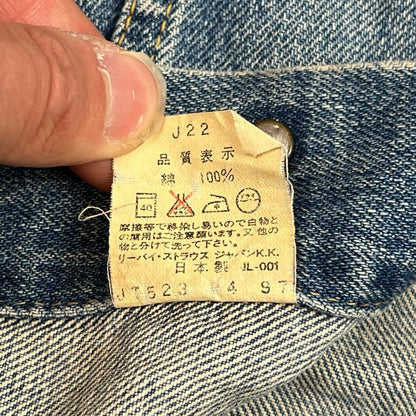 J22
品質表示
綿 100%
40
摩擦等で移染し易いので白物と
の着用はご注意願います。又他の
物と分けて洗って下さい。
リーバイ・ストラウス ジャパンK.K.
日本製 JL-001
97